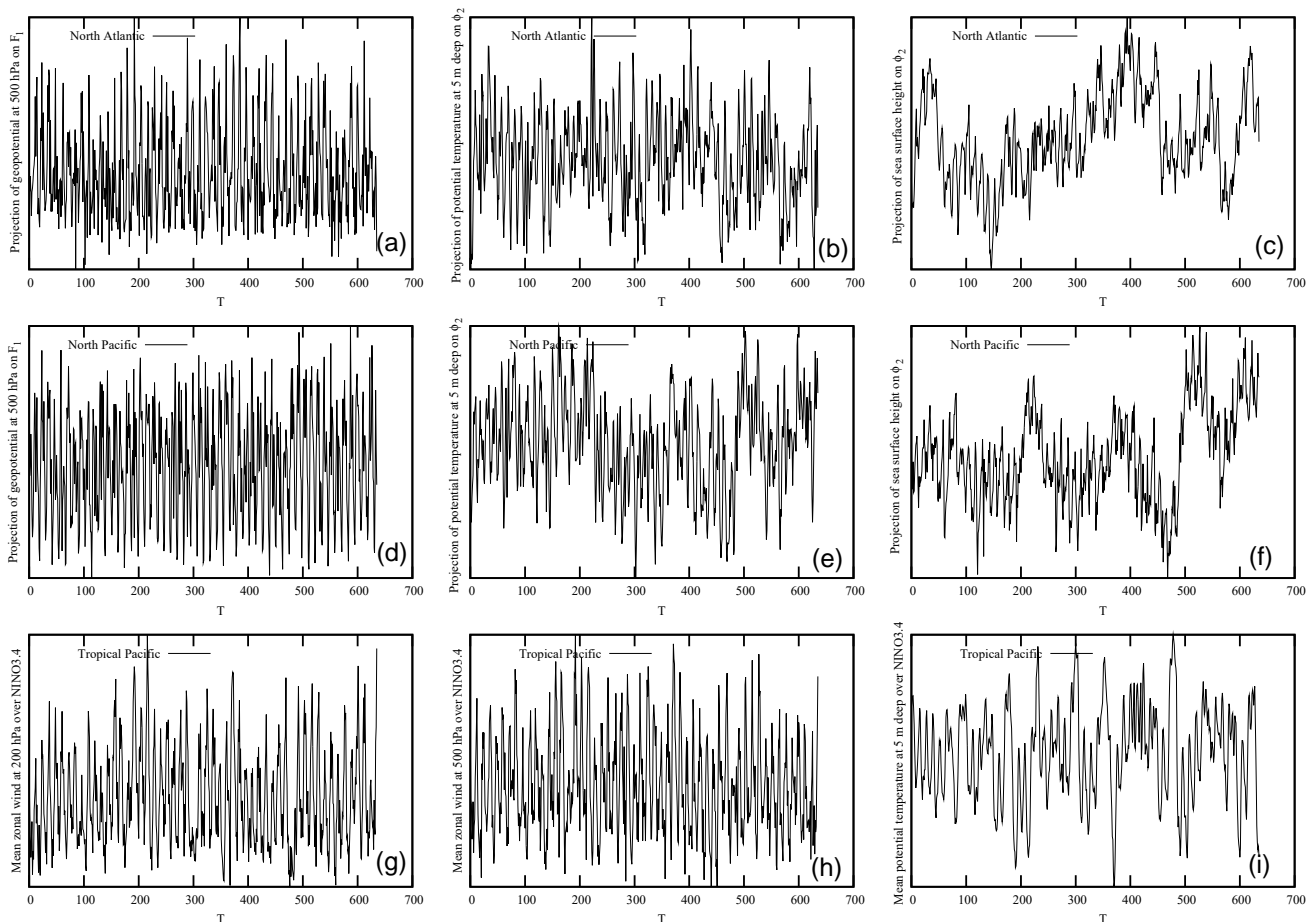 Projection of geopotential at 500 hPa on F1
North Atlantic
(a)
0 100 200 300 400 500 600 700
T
Projection of potential temperature at 5 m deep on ϕ2
North Atlantic
(b)
0 100 200 300 400 500 600 700
T
Projection of sea surface height on ϕ2
North Atlantic
(c)
0 100 200 300 400 500 600 700
T
Projection of geopotential at 500 hPa on F1
North Pacific
(d)
0 100 200 300 400 500 600 700
T
Projection of potential temperature at 5 m deep on ϕ2
North Pacific
(e)
0 100 200 300 400 500 600 700
T
Projection of sea surface height on ϕ2
North Pacific
(f)
0 100 200 300 400 500 600 700
T
Mean zonal wind at 200 hPa over NINO3.4
Tropical Pacific
(g)
0 100 200 300 400 500 600 700
T
Mean zonal wind at 500 hPa over NINO3.4
Tropical Pacific
(h)
0 100 200 300 400 500 600 700
T
Mean potential temperature at 5 m deep over NINO3.4
Tropical Pacific
(i)
0 100 200 300 400 500 600 700
T